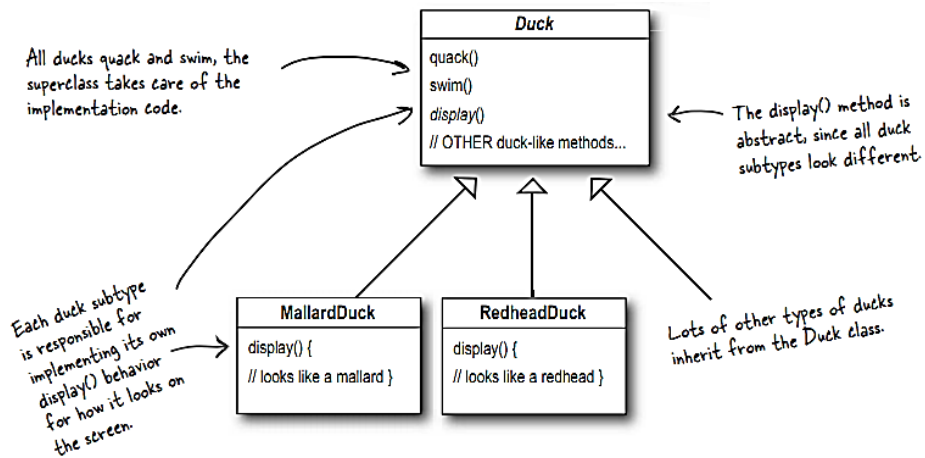 Duck
quack()
swim()
display()
// OTHER duck-like methods...
All ducks quack and swim, the
superclass takes care of the
implementation code.
The display() method is
abstract, since all duck
subtypes look different.
Each duck subtype
is responsible for
implementing its own
display() behavior
for how it looks on
the screen.
MallardDuck
display() {
// looks like a mallard }
RedheadDuck
display() {
// looks like a redhead }
Lots of other types of ducks
inherit from the Duck class.